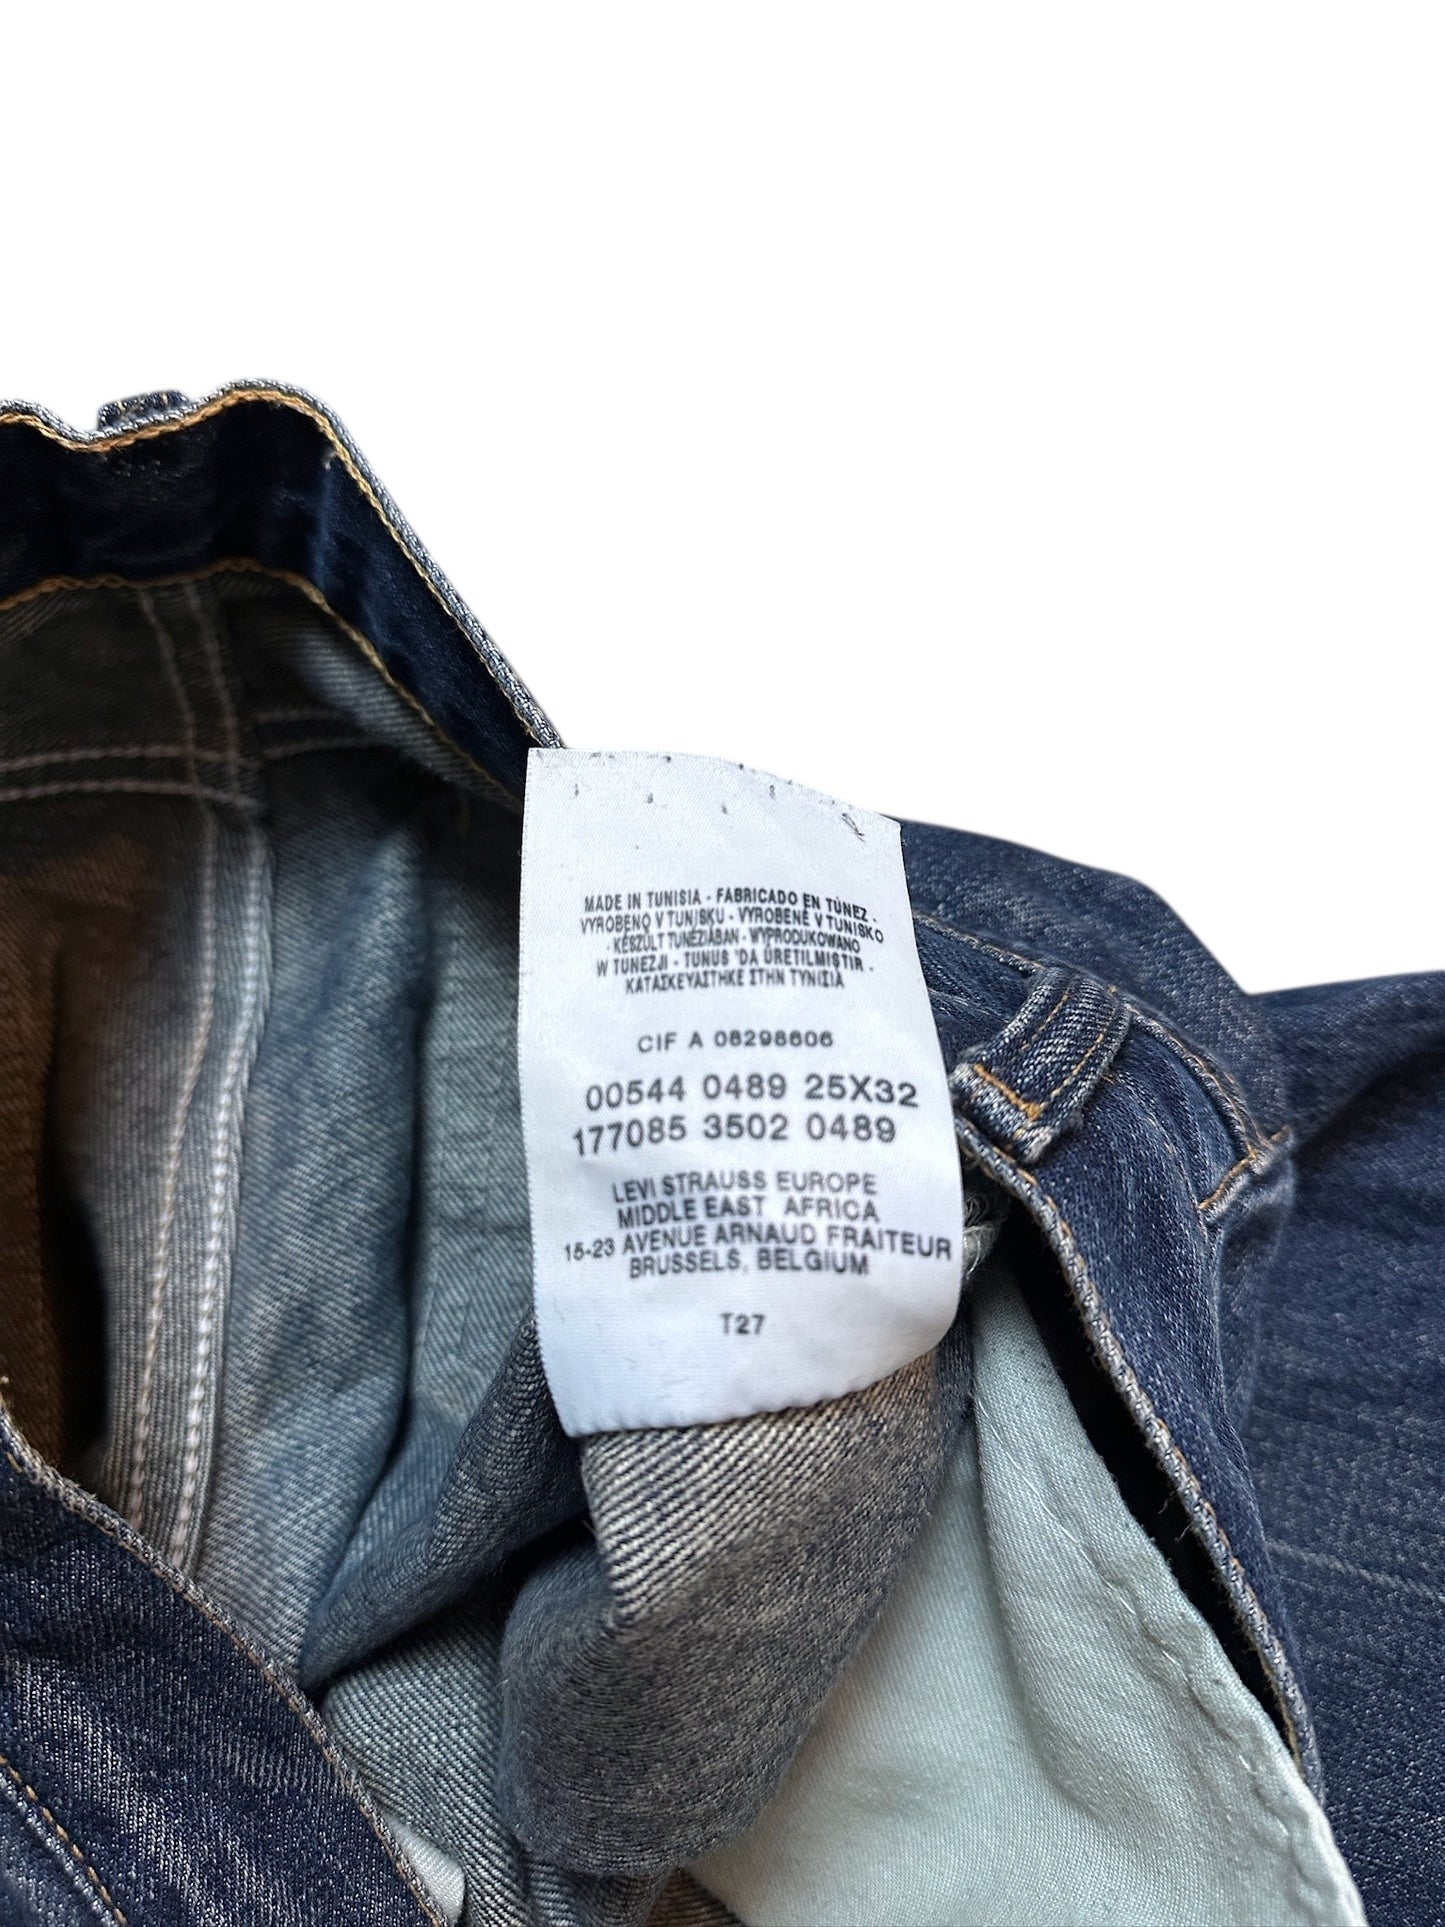 MADE IN TUNISIA - FABRICADO EN TÚNEZ -
VYROBENO V TUNISKU - VYROBENÉ V TUNISKO
- KÉSZÜLT TUNÉZIÁBAN - WYPRODUKOWANO
W TUNEZJI - TUNUS 'DA ÜRETILMIŞTIR -
ΚΑΤΑΣΚΕΥΑΣΤΗΚΕ ΣΤΗΝ ΤΥΝΙΣΙΑ
CIF A 08298606
00544 0489 25X32
177085 3502 0489
LEVI STRAUSS EUROPE
MIDDLE EAST AFRICA
15-23 AVENUE ARNAUD FRAITEUR
BRUSSELS, BELGIUM
T27